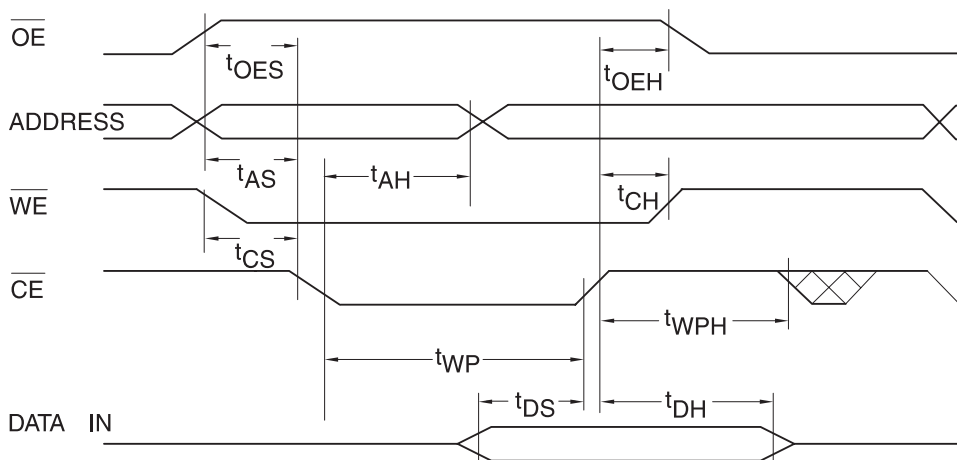 OE
tOES
tOEH
ADDRESS
tAS
tAH
WE
tCH
tCS
CE
tWPH
tWP
tDS
tDH
DATA IN